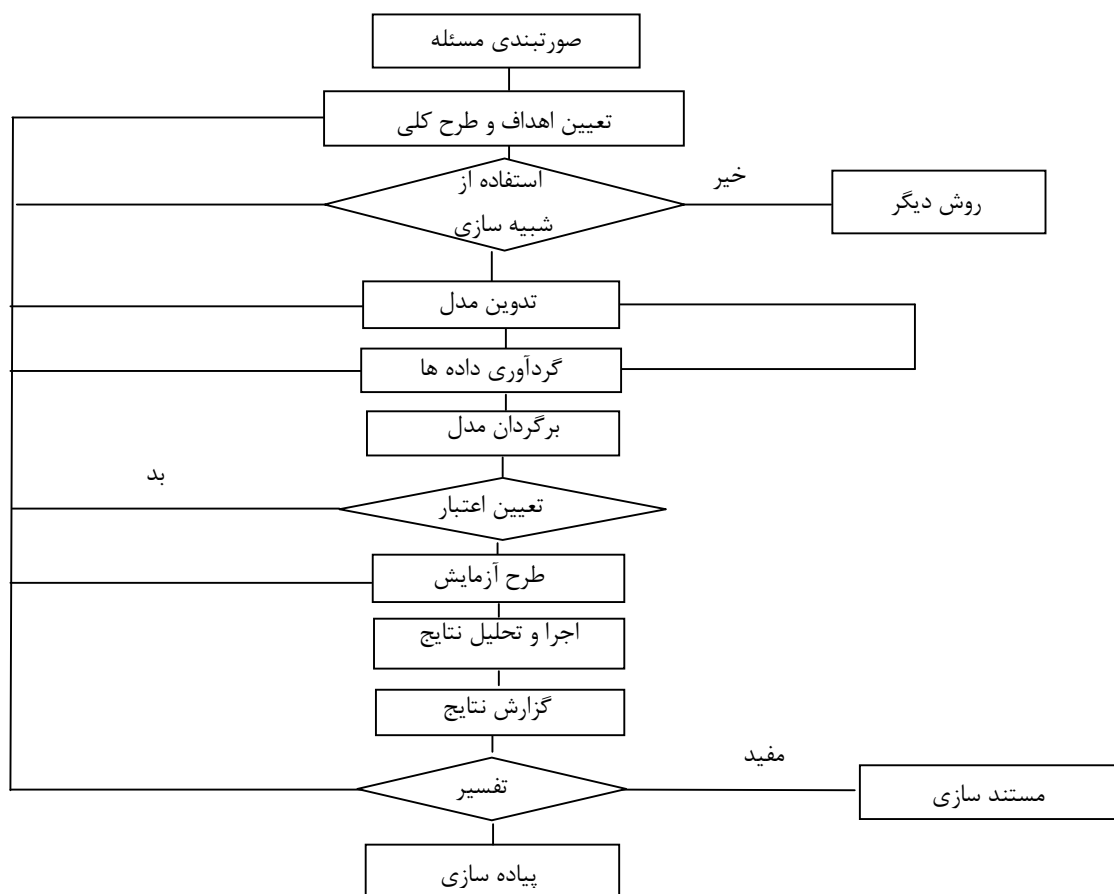 صورتبندی مسئله
تعیین اهداف و طرح کلی
استفاده از
شبیه سازی
خیر
روش دیگر
تدوین مدل
گردآوری داده ها
برگردان مدل
بد
تعیین اعتبار
طرح آزمایش
اجرا و تحلیل نتایج
گزارش نتایج
مفید
تفسیر
مستند سازی
پیاده سازی